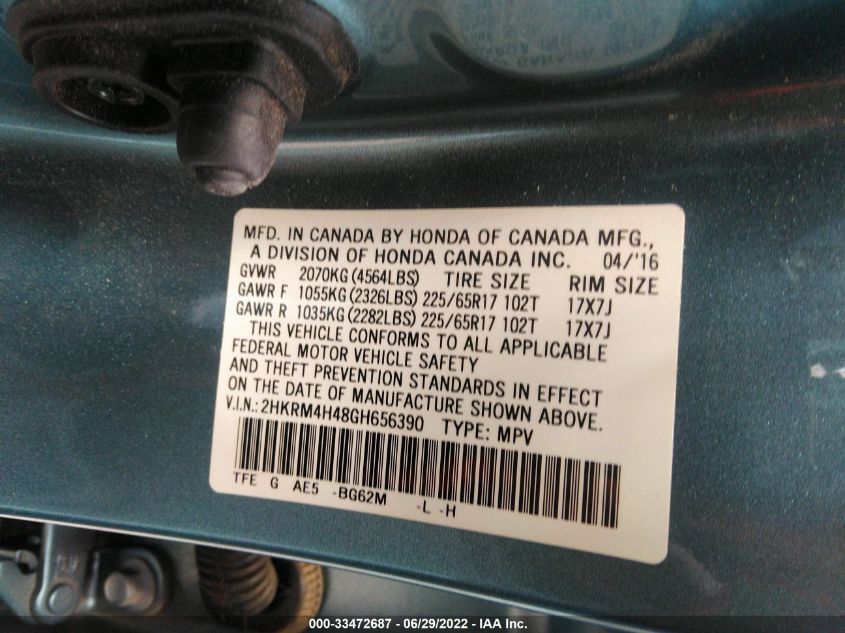 MFD. IN CANADA BY HONDA OF CANADA MFG.,
A DIVISION OF HONDA CANADA INC. 04/'16
GVWR 2070KG (4564LBS) TIRE SIZE RIM SIZE
GAWR F 1055KG (2326LBS) 225/65R17 102T 17X7J
GAWR R 1035KG (2282LBS) 225/65R17 102T 17X7J
THIS VEHICLE CONFORMS TO ALL APPLICABLE
FEDERAL MOTOR VEHICLE SAFETY
AND THEFT PREVENTION STANDARDS IN EFFECT
ON THE DATE OF MANUFACTURE SHOWN ABOVE.
V.I.N.: 2HKRM4H48GH656390 TYPE: MPV
TFE G AE5 -BG62M -L -H
000-33472687 - 06/29/2022 - IAA Inc.